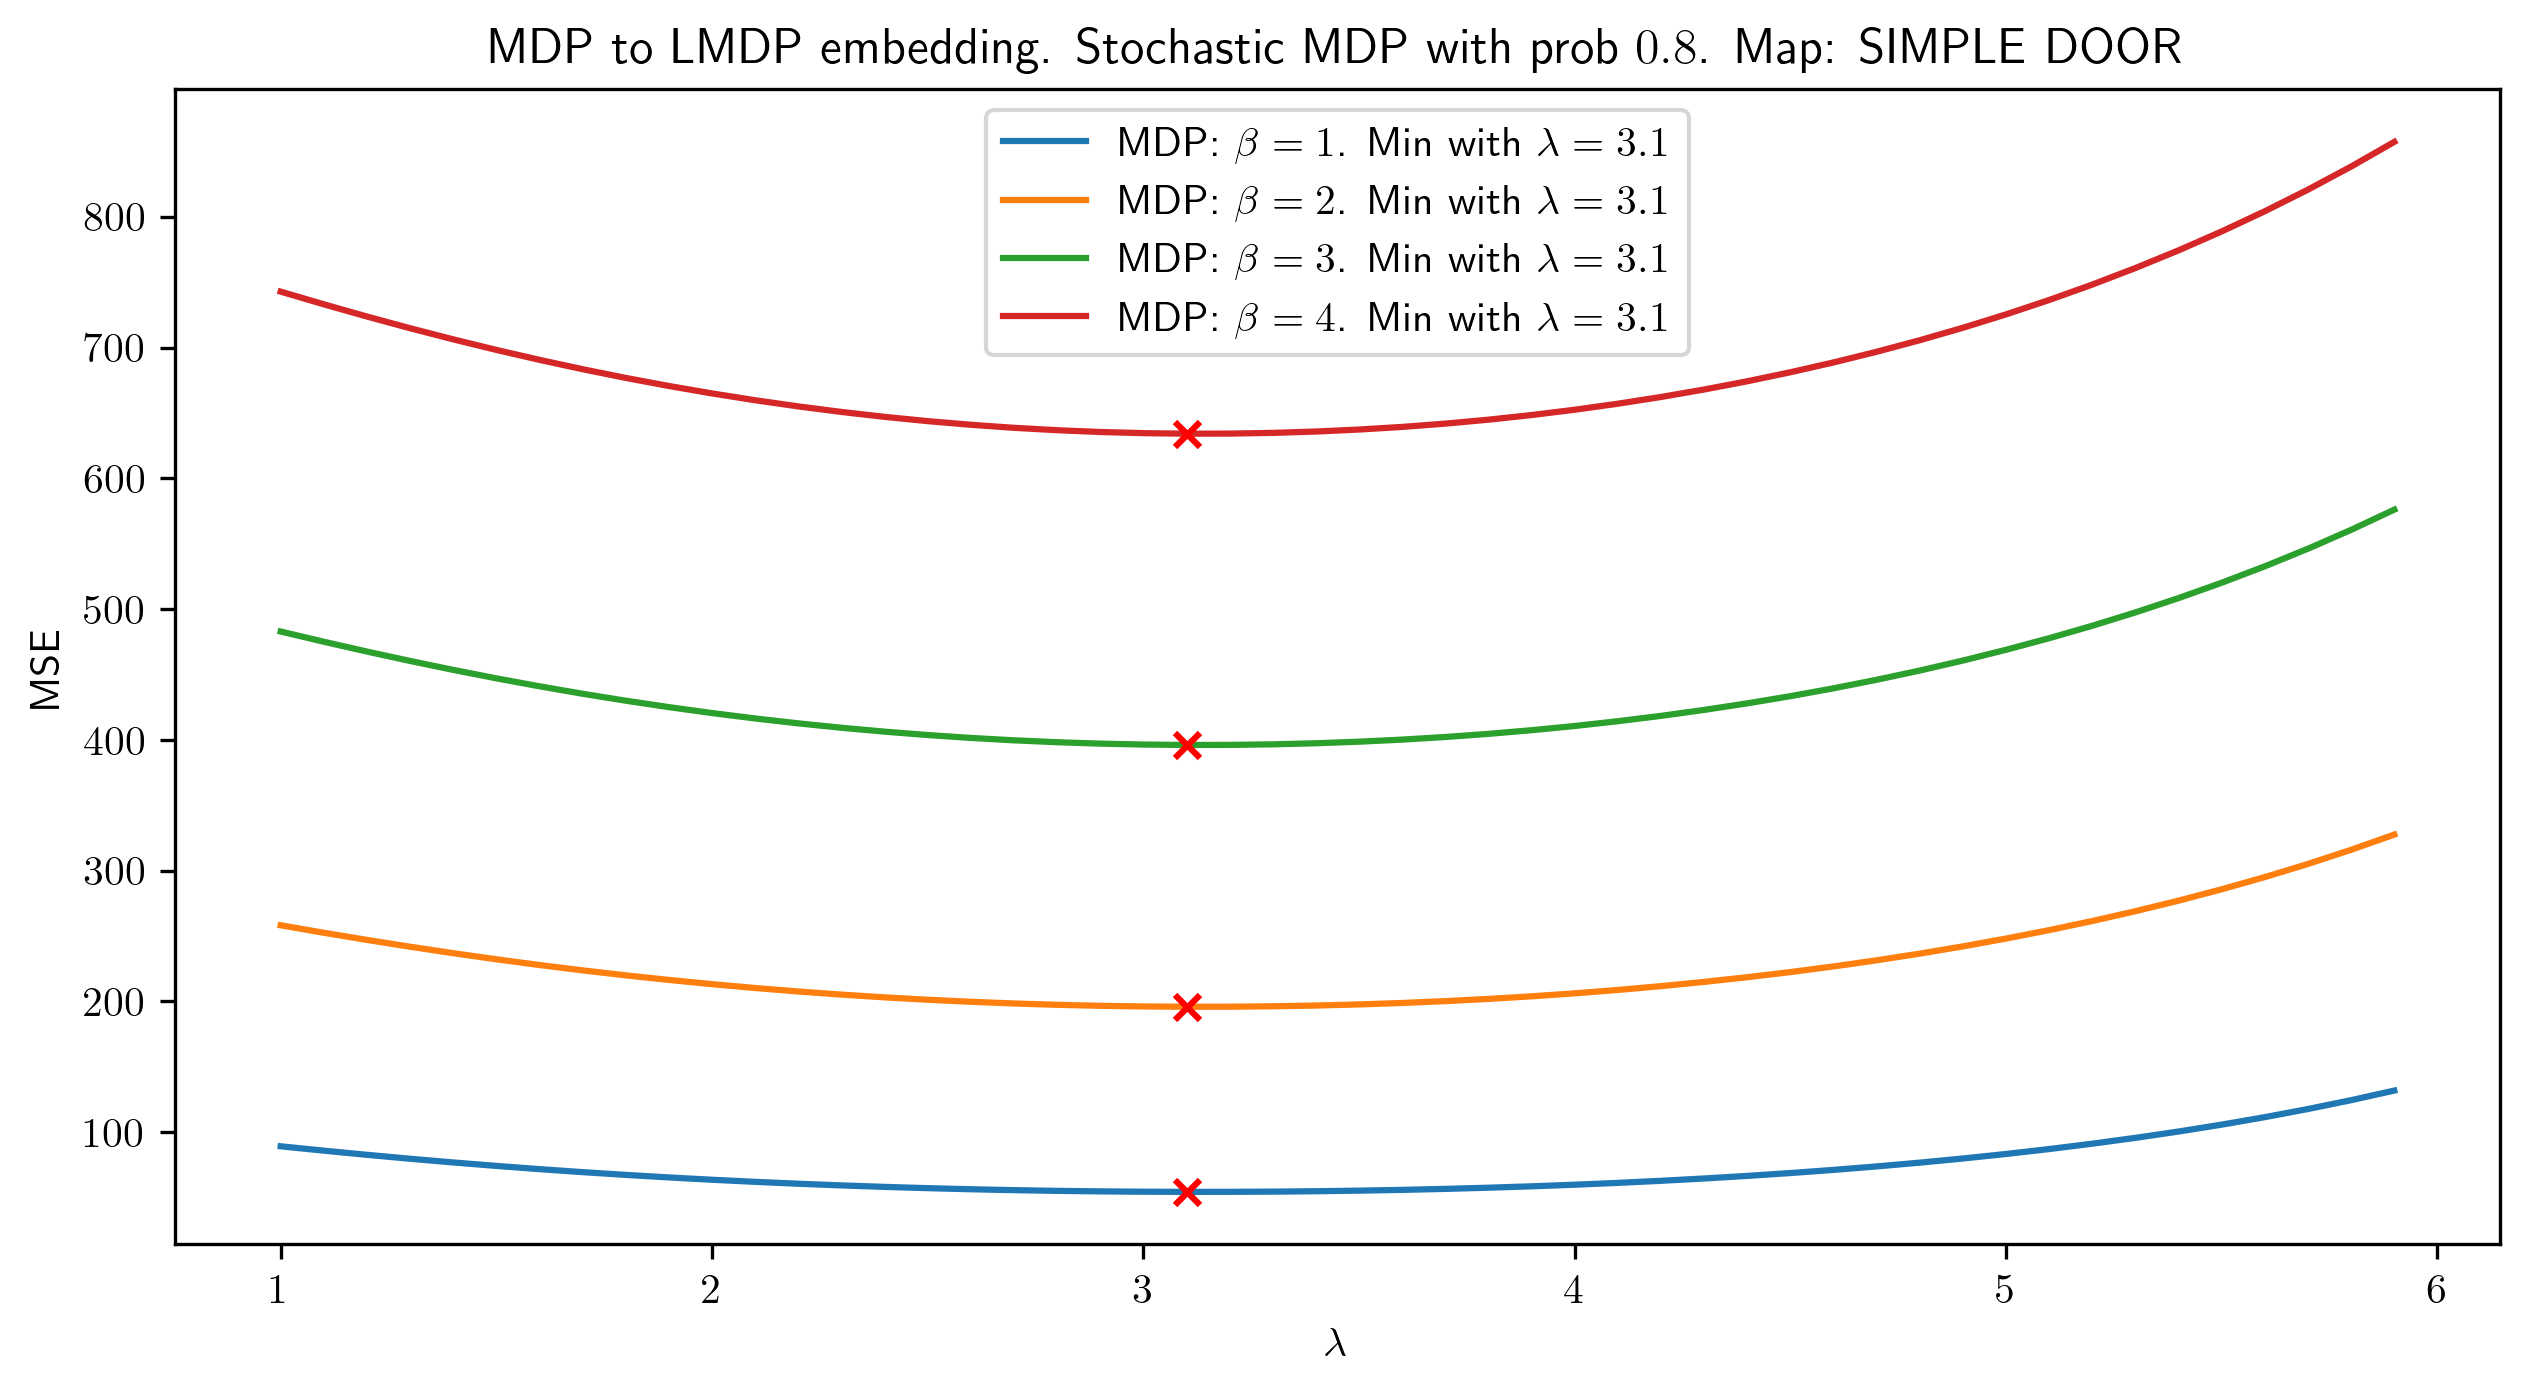 MDP to LMDP embedding. Stochastic MDP with prob 0.8. Map: SIMPLE DOOR
MDP: β = 1. Min with λ = 3.1
MDP: β = 2. Min with λ = 3.1
MDP: β = 3. Min with λ = 3.1
MDP: β = 4. Min with λ = 3.1
800
700
600
500
400
300
200
100
MSE
1 2 3 4 5 6
λ